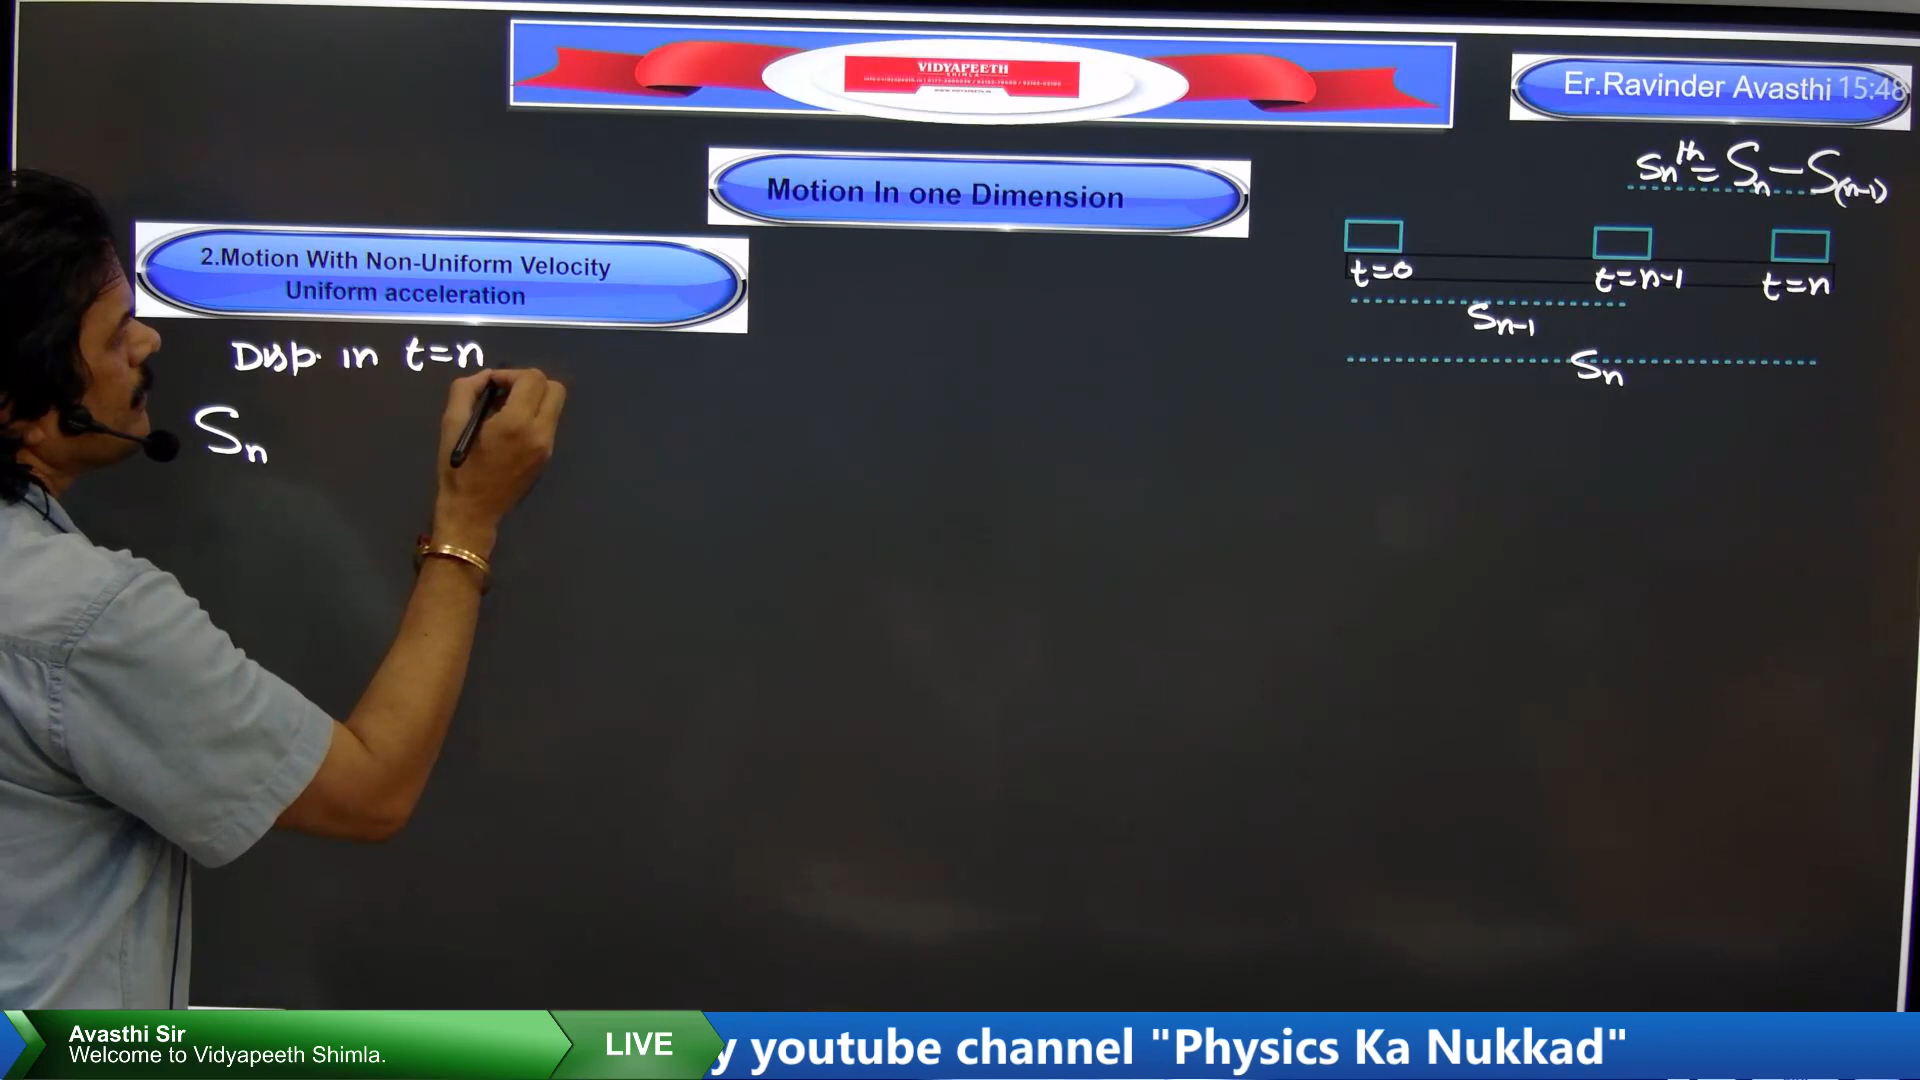 VIDYAPEETH
SHIMLA
Er.Ravinder Avasthi 15:48
Motion In one Dimension
Snth = Sn - S(n-1)
2.Motion With Non-Uniform Velocity
Uniform acceleration
t=0
t=n-1
t=n
Sn-1
Sn
Disp. in t=n
Sn
Avasthi Sir
Welcome to Vidyapeeth Shimla.
LIVE
y youtube channel "Physics Ka Nukkad"